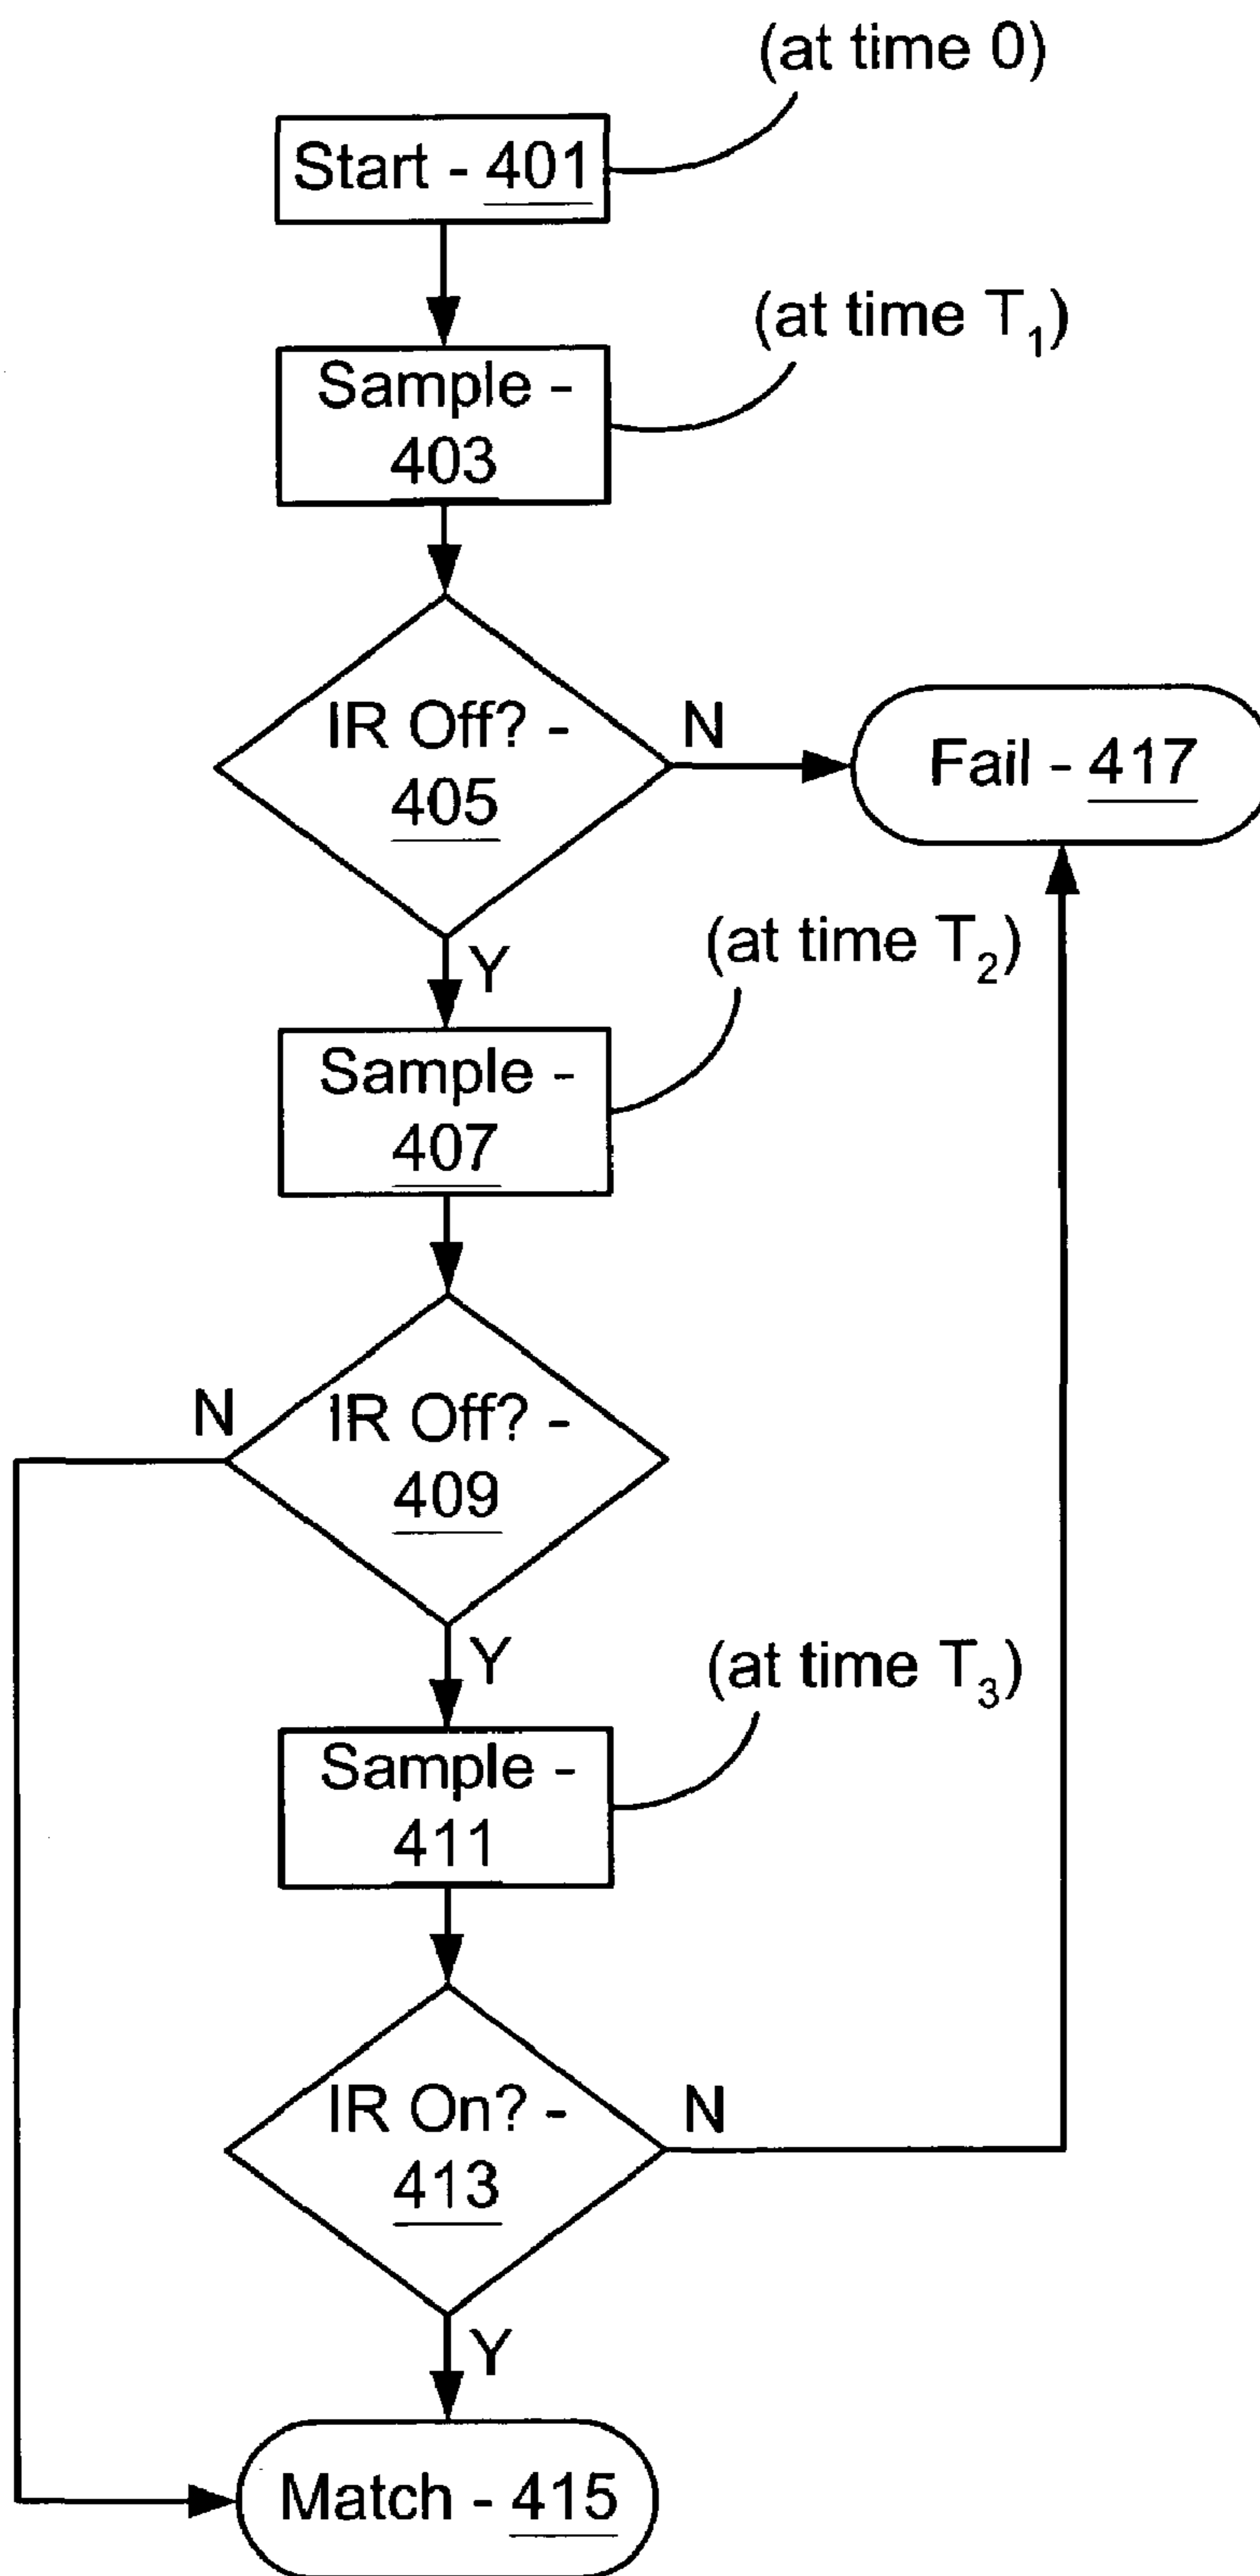 (at time 0)
Start - 401
(at time T₁)
Sample -
403
IR Off? -
405
N
Fail - 417
Y
(at time T₂)
Sample -
407
N
IR Off? -
409
Y
(at time T₃)
Sample -
411
IR On? -
413
N
Y
Match - 415